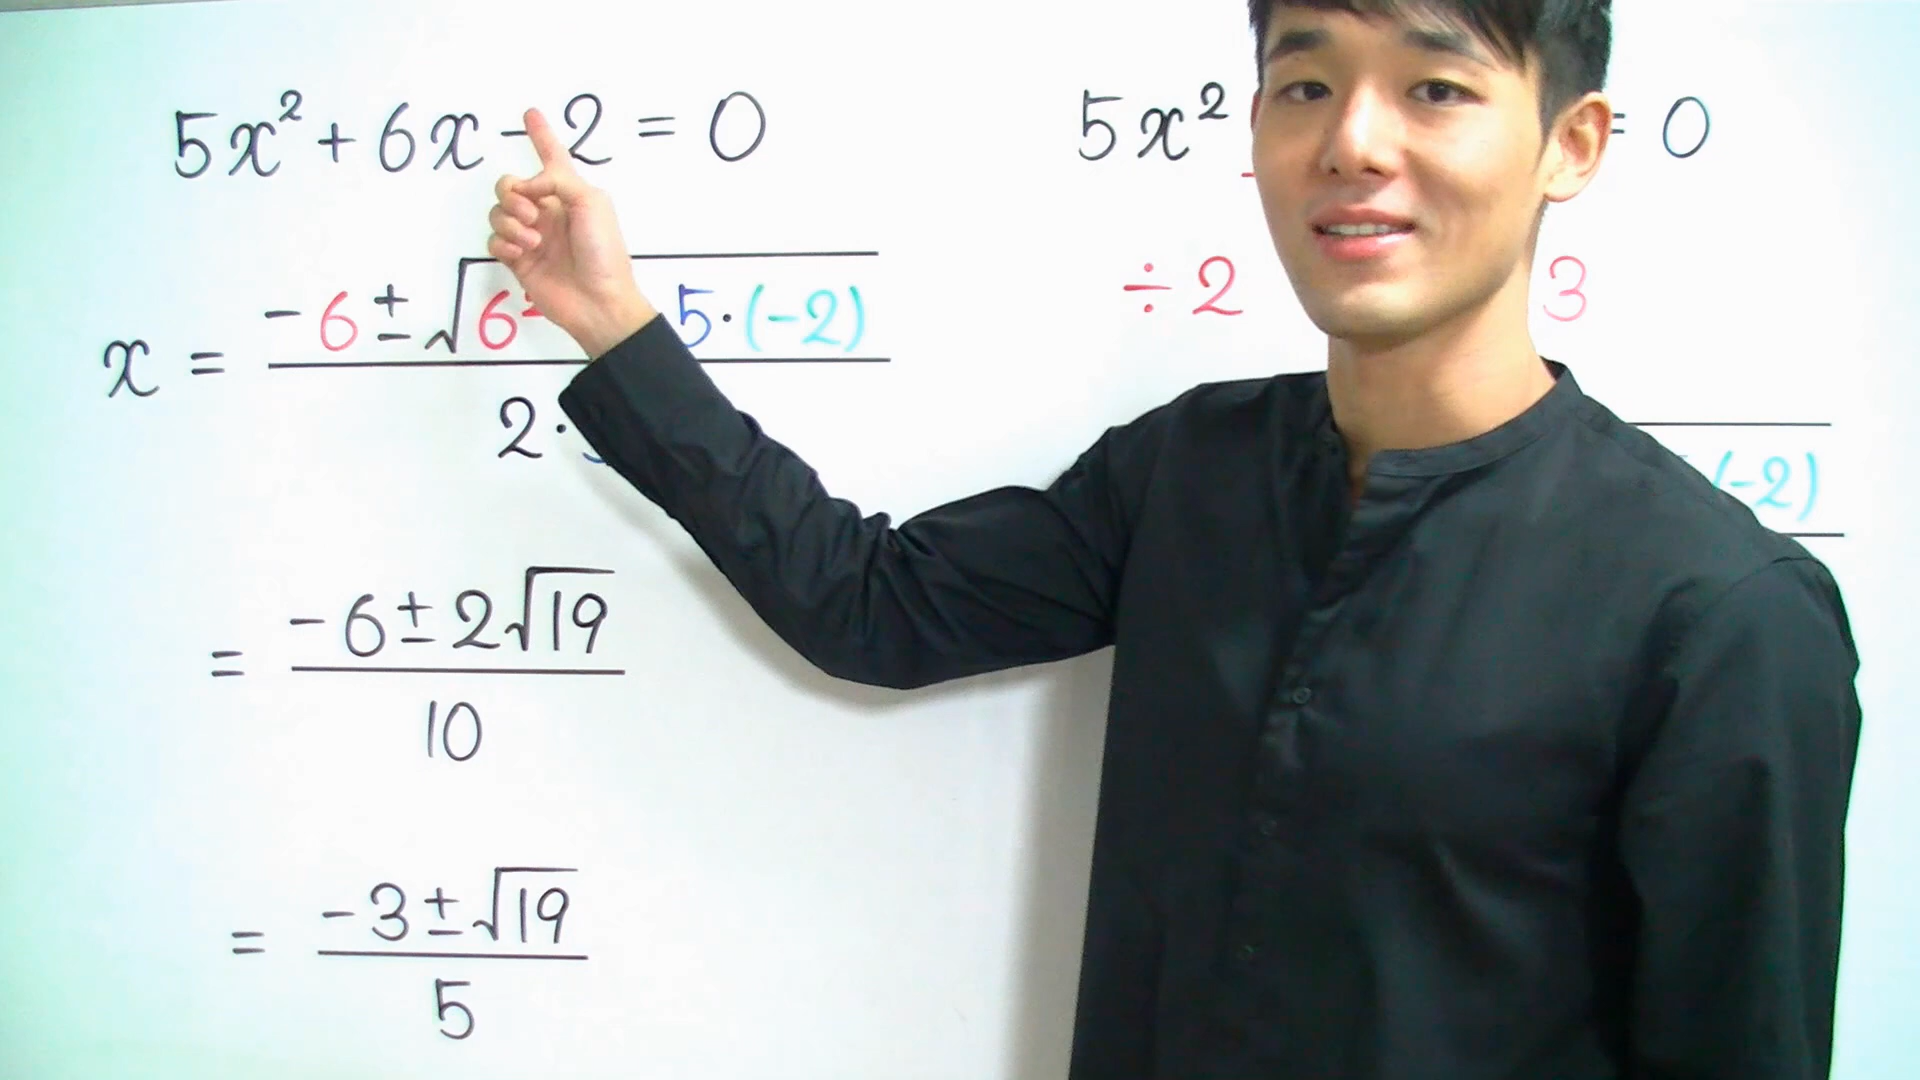 5x² + 6x - 2 = 0
x = -6 ± √6² 5·(-2)
2·
= -6 ± 2√19
10
= -3 ± √19
5
5x² = 0
÷2 3
(-2)